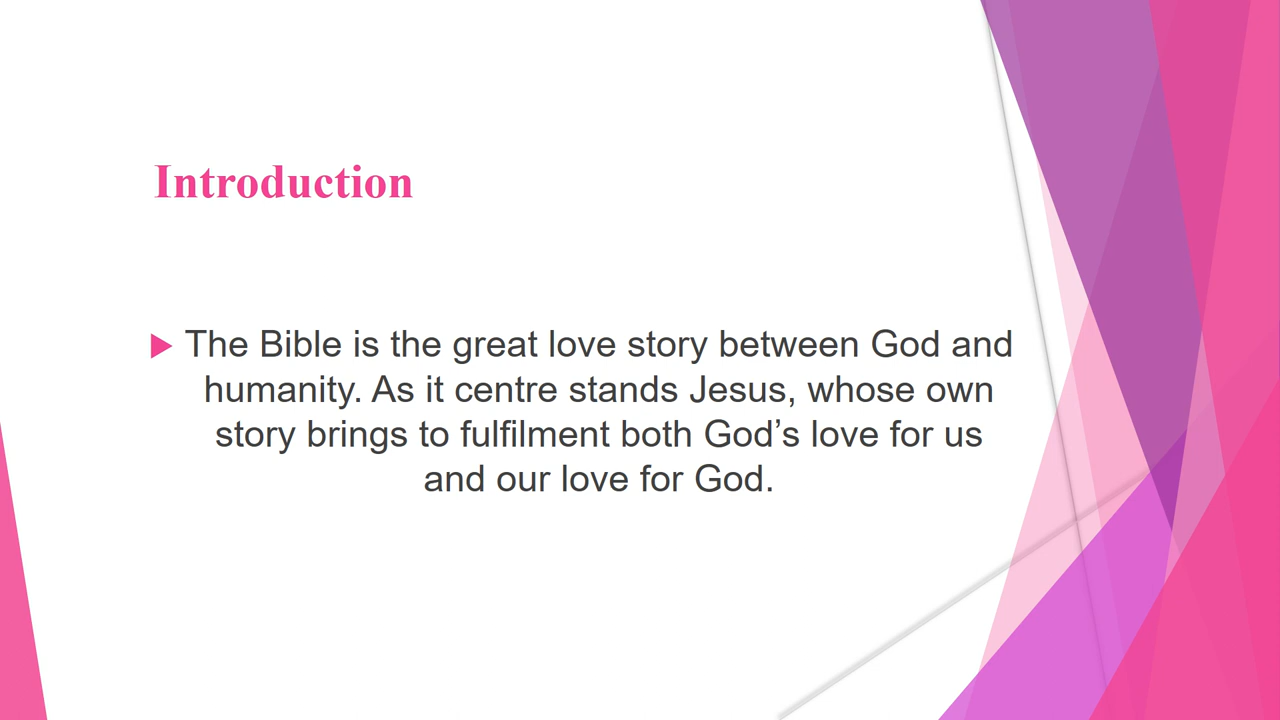 Introduction
The Bible is the great love story between God and
humanity. As it centre stands Jesus, whose own
story brings to fulfilment both God’s love for us
and our love for God.